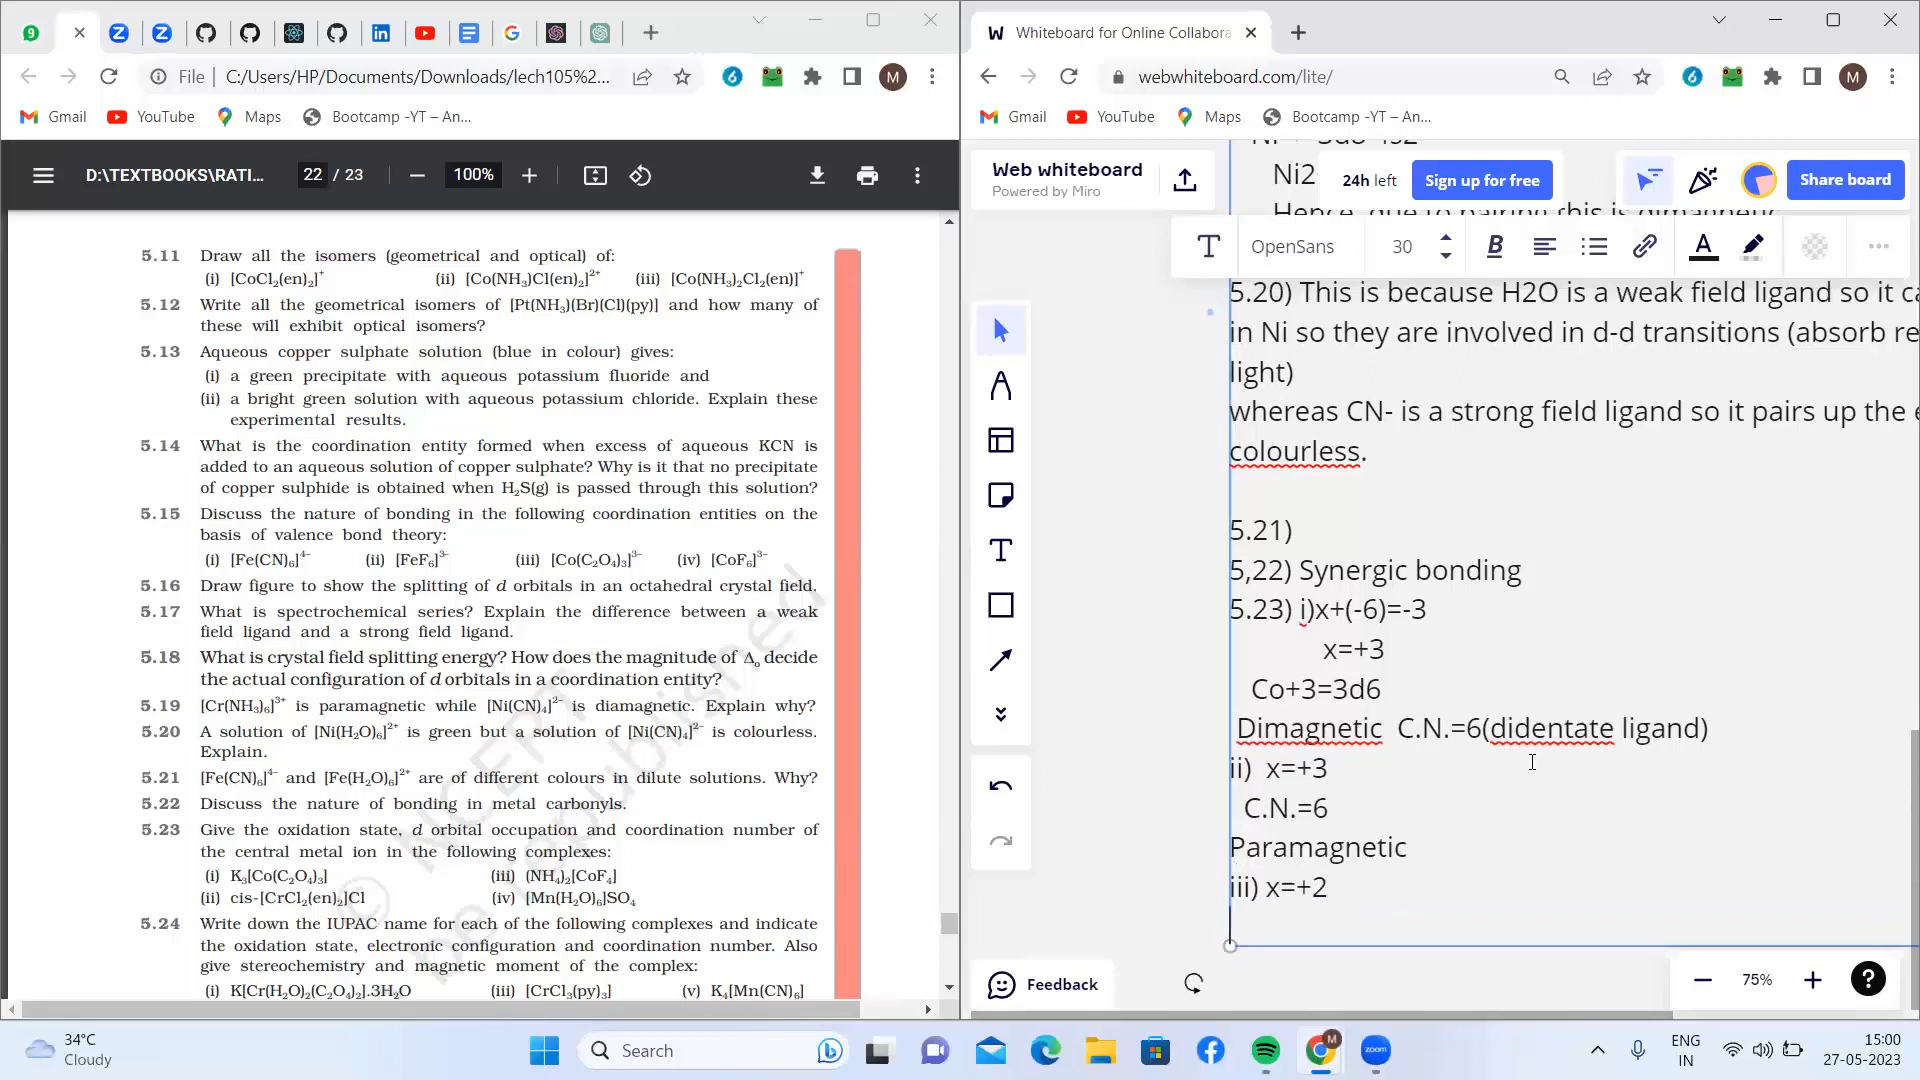 9
Whiteboard for Online Collabora
File C:/Users/HP/Documents/Downloads/lech105%2...
M
webwhiteboard.com/lite/
M
Gmail YouTube Maps Bootcamp -YT – An...
Gmail YouTube Maps Bootcamp -YT – An...
D:\TEXTBOOKS\RATI... 22 / 23 100%
5.11 Draw all the isomers (geometrical and optical) of:
(i) [CoCl₂(en)₂]⁺ (ii) [Co(NH₃)Cl(en)₂]²⁺ (iii) [Co(NH₃)₂Cl₂(en)]⁺
5.12 Write all the geometrical isomers of [Pt(NH₃)(Br)(Cl)(py)] and how many of
these will exhibit optical isomers?
5.13 Aqueous copper sulphate solution (blue in colour) gives:
(i) a green precipitate with aqueous potassium fluoride and
(ii) a bright green solution with aqueous potassium chloride. Explain these
experimental results.
5.14 What is the coordination entity formed when excess of aqueous KCN is
added to an aqueous solution of copper sulphate? Why is it that no precipitate
of copper sulphide is obtained when H₂S(g) is passed through this solution?
5.15 Discuss the nature of bonding in the following coordination entities on the
basis of valence bond theory:
(i) [Fe(CN)₆]⁴⁻ (ii) [FeF₆]³⁻ (iii) [Co(C₂O₄)₃]³⁻ (iv) [CoF₆]³⁻
5.16 Draw figure to show the splitting of d orbitals in an octahedral crystal field.
5.17 What is spectrochemical series? Explain the difference between a weak
field ligand and a strong field ligand.
5.18 What is crystal field splitting energy? How does the magnitude of Δₒ decide
the actual configuration of d orbitals in a coordination entity?
5.19 [Cr(NH₃)₆]³⁺ is paramagnetic while [Ni(CN)₄]²⁻ is diamagnetic. Explain why?
5.20 A solution of [Ni(H₂O)₆]²⁺ is green but a solution of [Ni(CN)₄]²⁻ is colourless.
Explain.
5.21 [Fe(CN)₆]⁴⁻ and [Fe(H₂O)₆]²⁺ are of different colours in dilute solutions. Why?
5.22 Discuss the nature of bonding in metal carbonyls.
5.23 Give the oxidation state, d orbital occupation and coordination number of
the central metal ion in the following complexes:
(i) K₃[Co(C₂O₄)₃] (iii) (NH₄)₂[CoF₄]
(ii) cis-[CrCl₂(en)₂]Cl (iv) [Mn(H₂O)₆]SO₄
5.24 Write down the IUPAC name for each of the following complexes and indicate
the oxidation state, electronic configuration and coordination number. Also
give stereochemistry and magnetic moment of the complex:
(i) K[Cr(H₂O)₂(C₂O₄)₂].3H₂O (iii) [CrCl₃(py)₃] (v) K₄[Mn(CN)₆]
© NCERT
be republished
Web whiteboard
Powered by Miro
24h left Sign up for free
Share board
OpenSans 30 B A
Ni2
Hence, due to pairing this is dimagnetic
5.20) This is because H2O is a weak field ligand so it
in Ni so they are involved in d-d transitions (absorb
light)
whereas CN- is a strong field ligand so it pairs up the
colourless.
5.21)
5,22) Synergic bonding
5.23) i)x+(-6)=-3
x=+3
Co+3=3d6
Dimagnetic C.N.=6(didentate ligand)
ii) x=+3
C.N.=6
Paramagnetic
iii) x=+2
Feedback
75%
34°C
Cloudy
Search
zoom
ENG
IN
15:00
27-05-2023